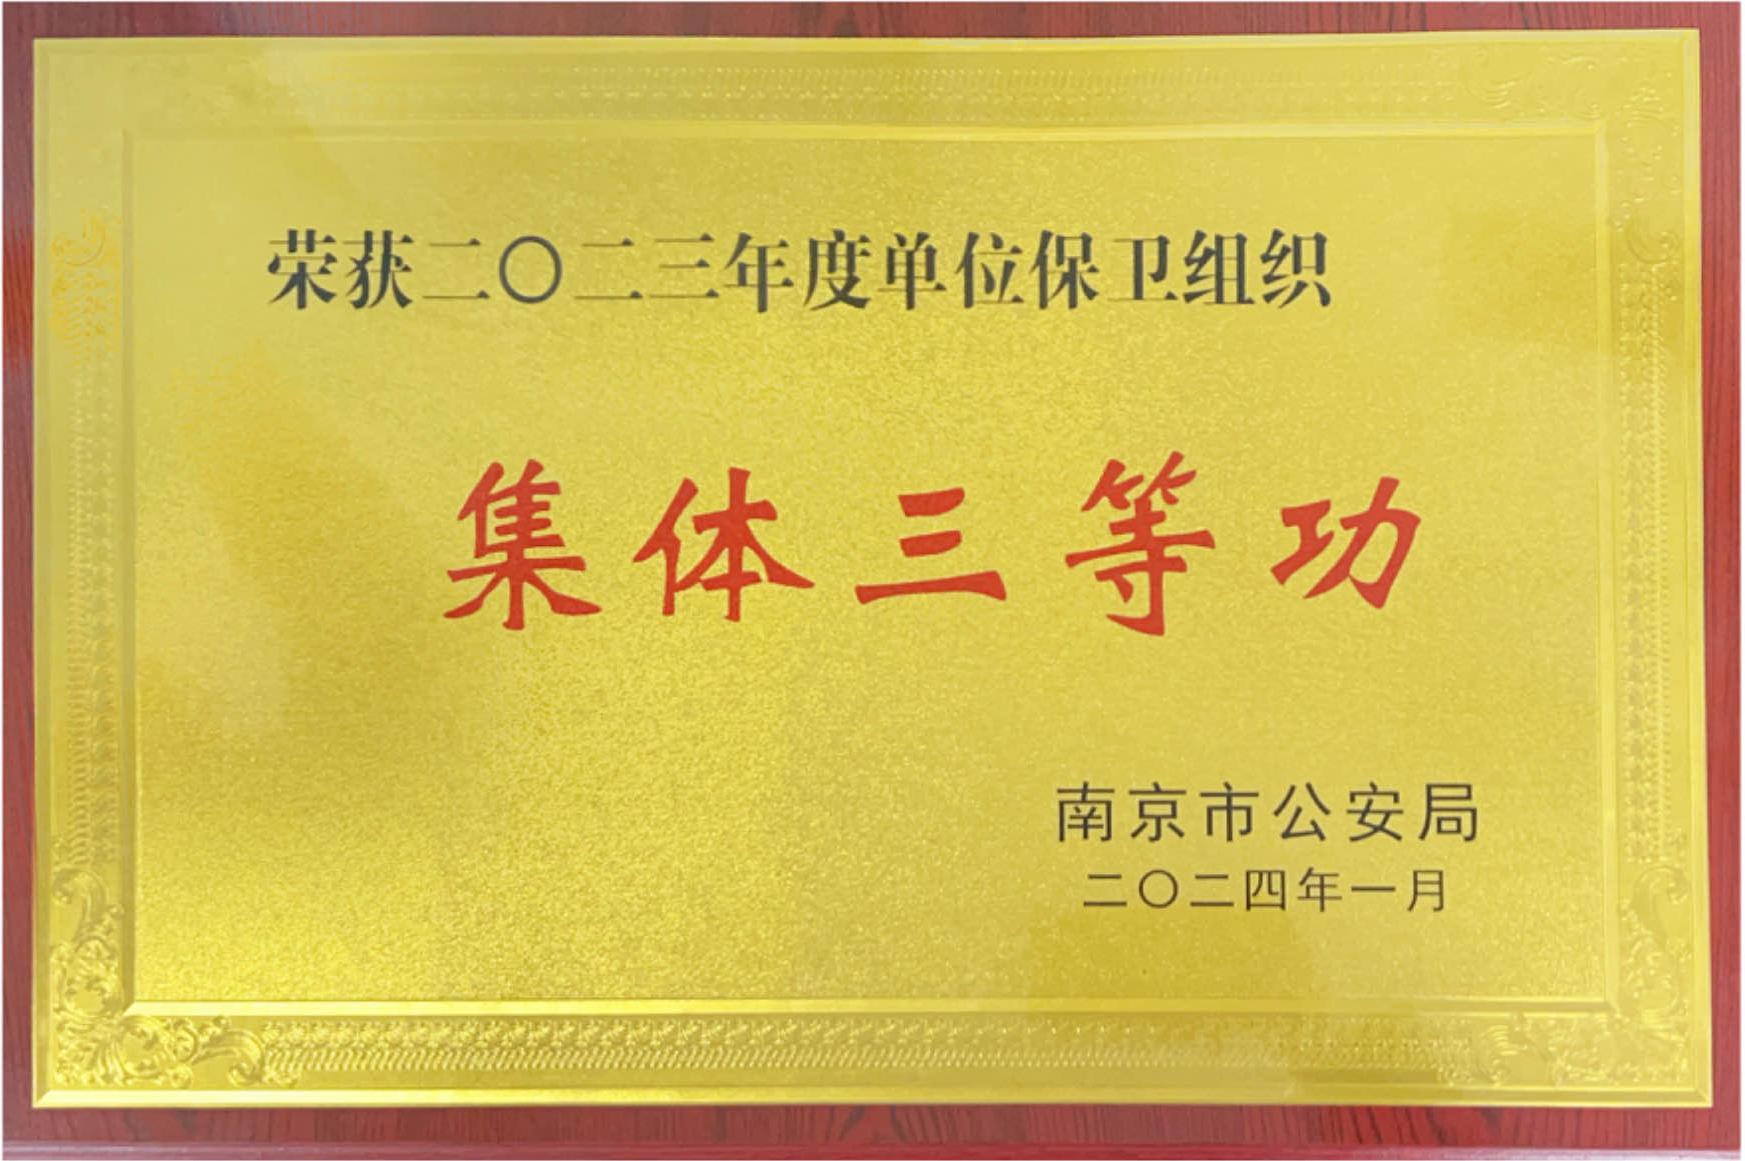 荣获二〇二三年度单位保卫组织
集体三等功
南京市公安局
二〇二四年一月